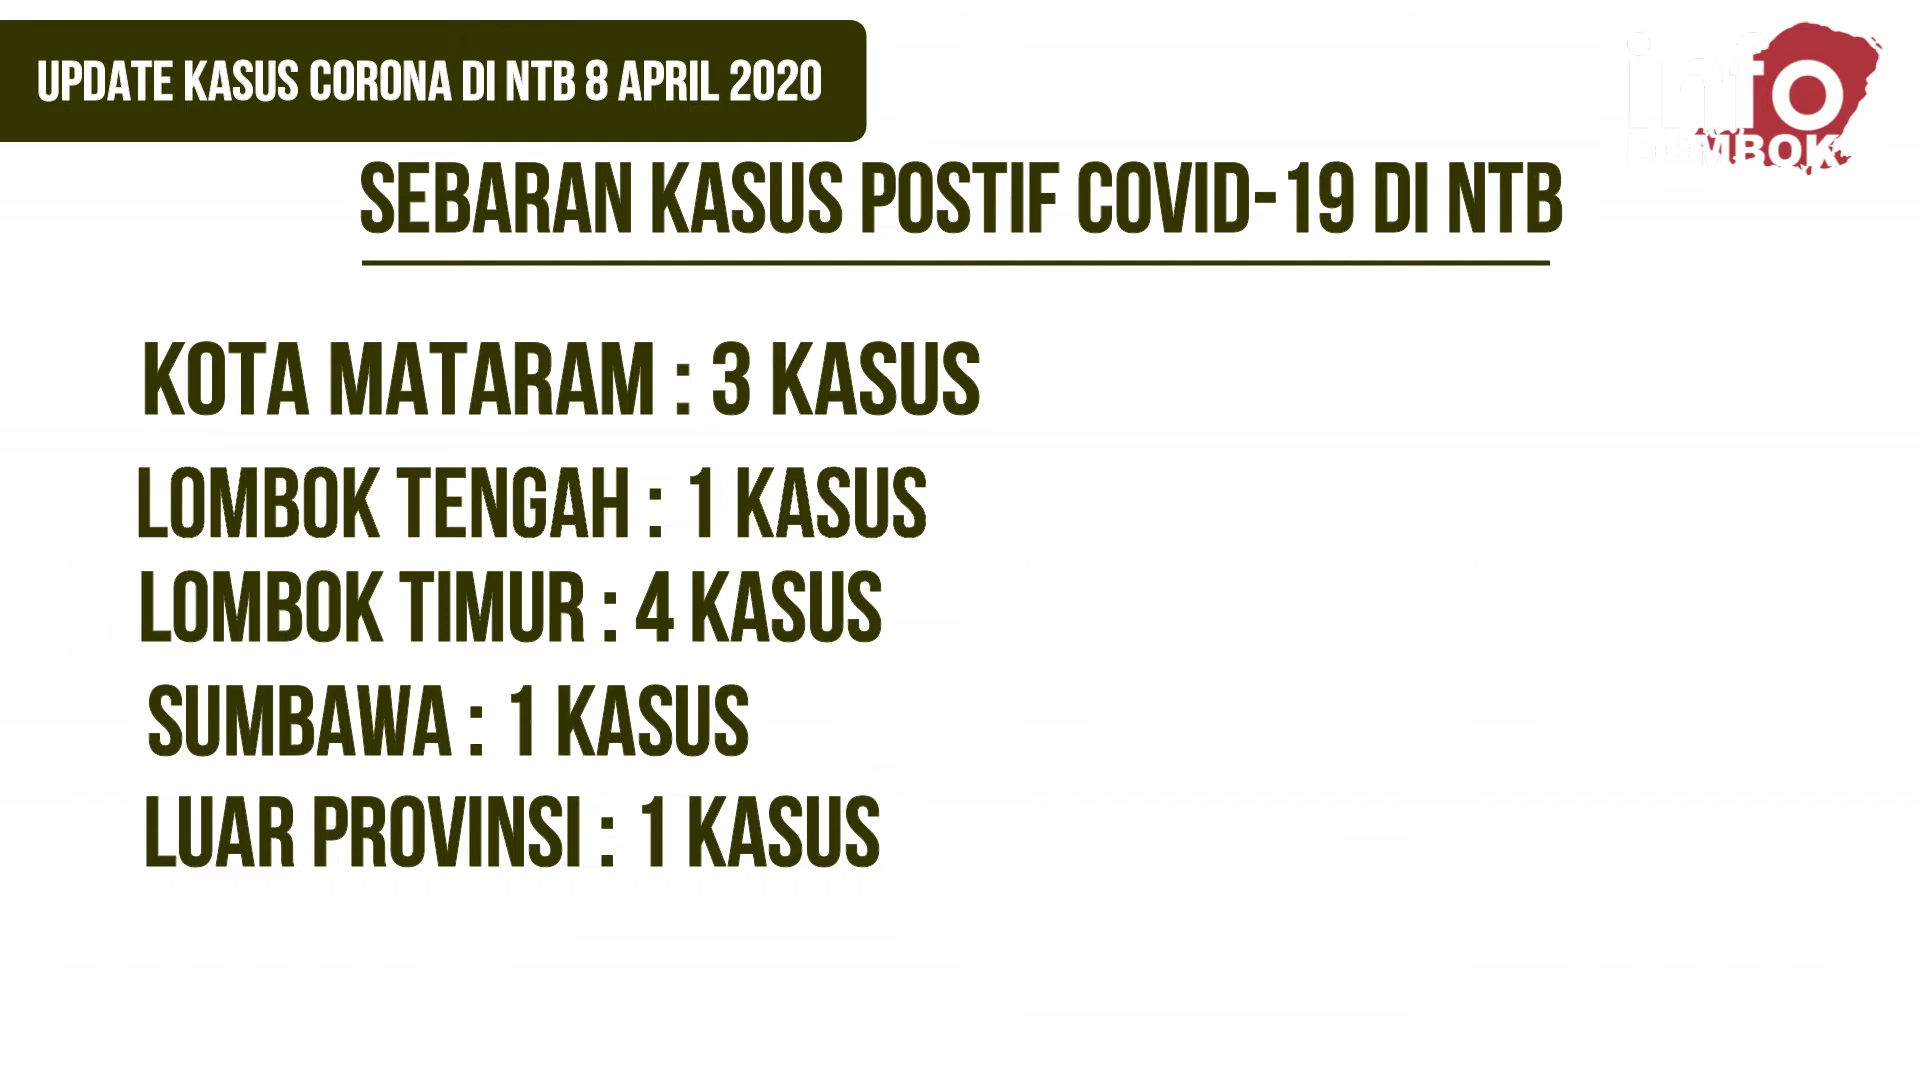 UPDATE KASUS CORONA DI NTB 8 APRIL 2020
info
LOMBOK
SEBARAN KASUS POSTIF COVID-19 DI NTB
KOTA MATARAM : 3 KASUS
LOMBOK TENGAH : 1 KASUS
LOMBOK TIMUR : 4 KASUS
SUMBAWA : 1 KASUS
LUAR PROVINSI : 1 KASUS